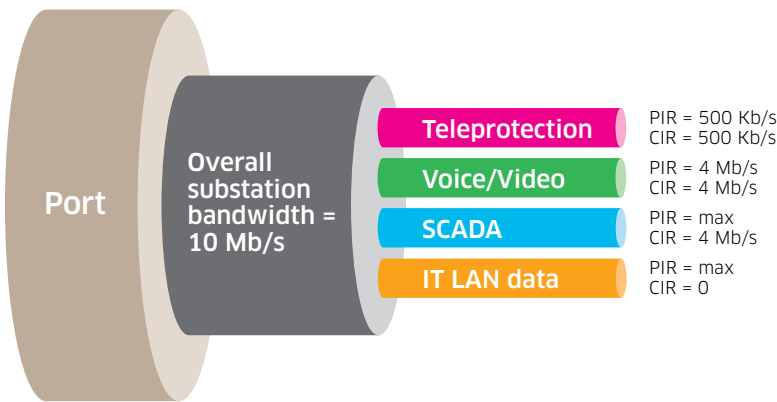 Port
Overall
substation
bandwidth =
10 Mb/s
Teleprotection
PIR = 500 Kb/s
CIR = 500 Kb/s
Voice/Video
PIR = 4 Mb/s
CIR = 4 Mb/s
SCADA
PIR = max
CIR = 4 Mb/s
IT LAN data
PIR = max
CIR = 0